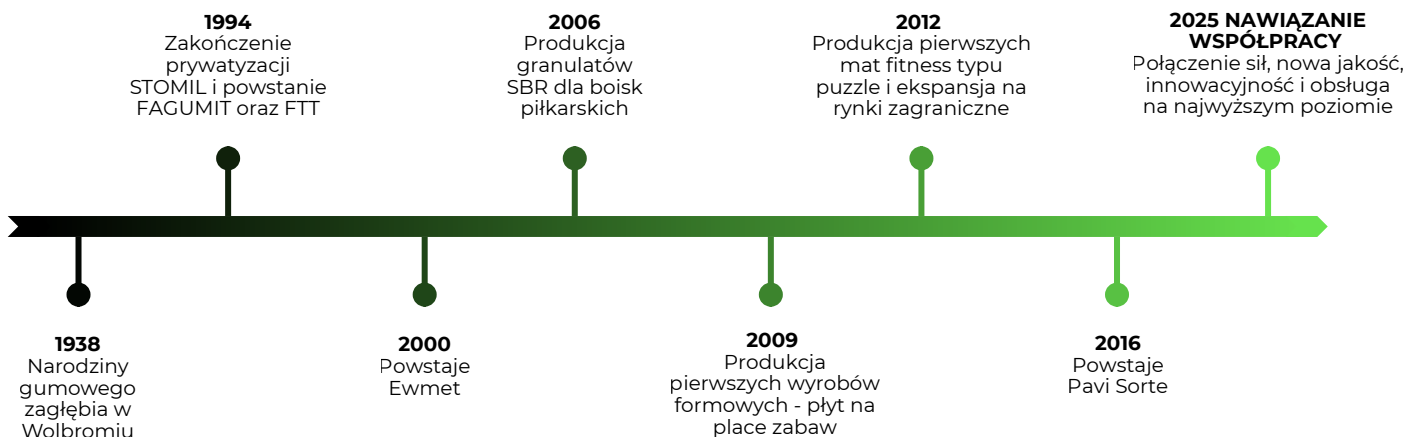 1994
Zakończenie
prywatyzacji
STOMIL i powstanie
FAGUMIT oraz FTT
2006
Produkcja
granulatów
SBR dla boisk
piłkarskich
2012
Produkcja pierwszych
mat fitness typu
puzzle i ekspansja na
rynki zagraniczne
2025 NAWIĄZANIE
WSPÓŁPRACY
Połączenie sił, nowa jakość,
innowacyjność i obsługa
na najwyższym poziomie
1938
Narodziny
gumowego
zagłębia w
Wolbromiu
2000
Powstaje
Ewmet
2009
Produkcja
pierwszych wyrobów
formowych - płyt na
place zabaw
2016
Powstaje
Pavi Sorte